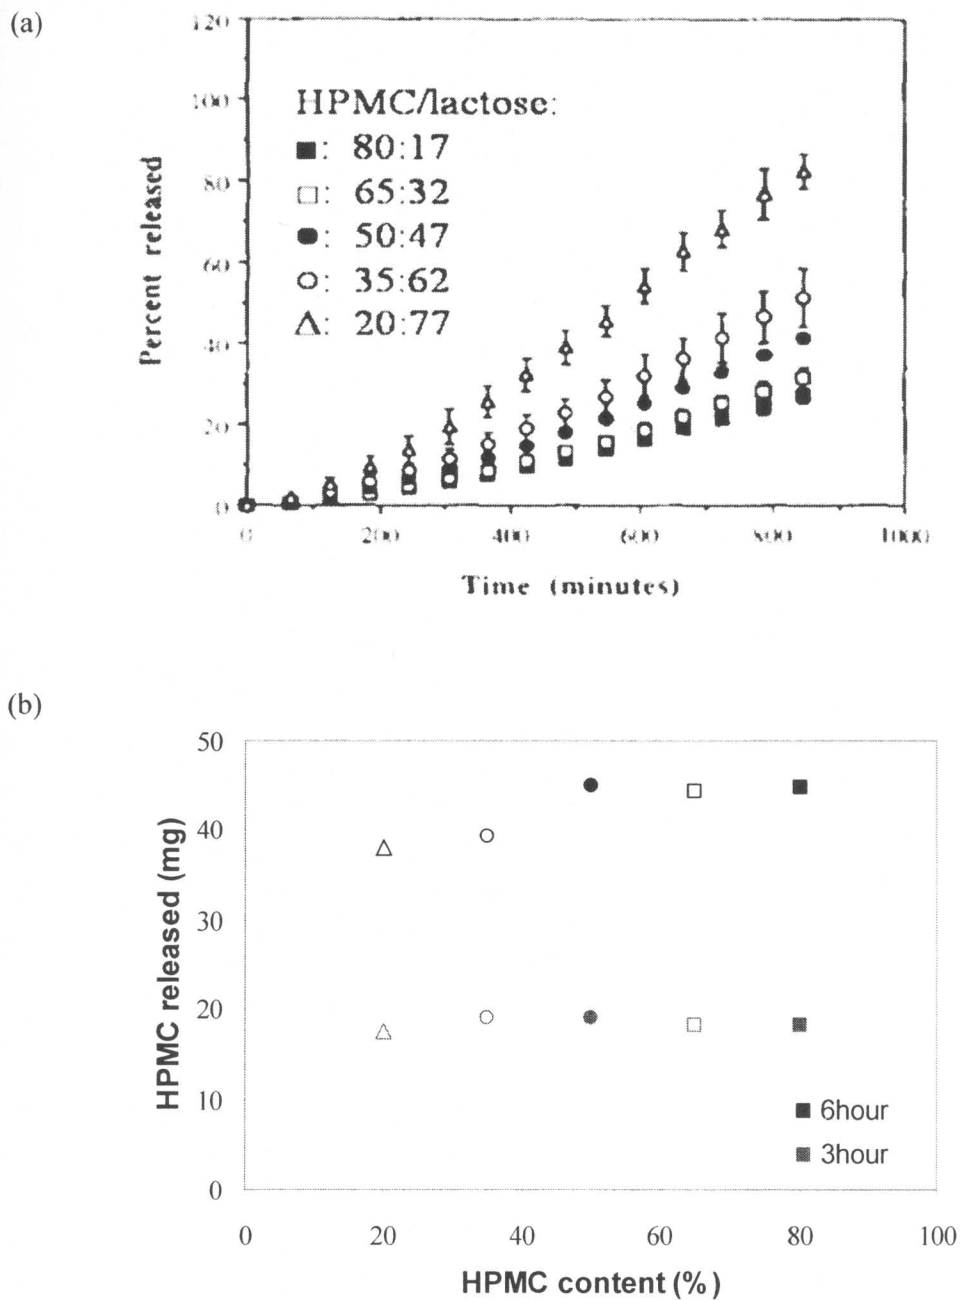 (a)
120
100
80
60
40
20
0
Percent released
HPMC/lactose:
: 80:17
: 65:32
: 50:47
: 35:62
: 20:77
0 200 400 600 800 1000
Time (minutes)
(b)
50
40
30
20
10
0
HPMC released (mg)
6hour
3hour
0 20 40 60 80 100
HPMC content (%)